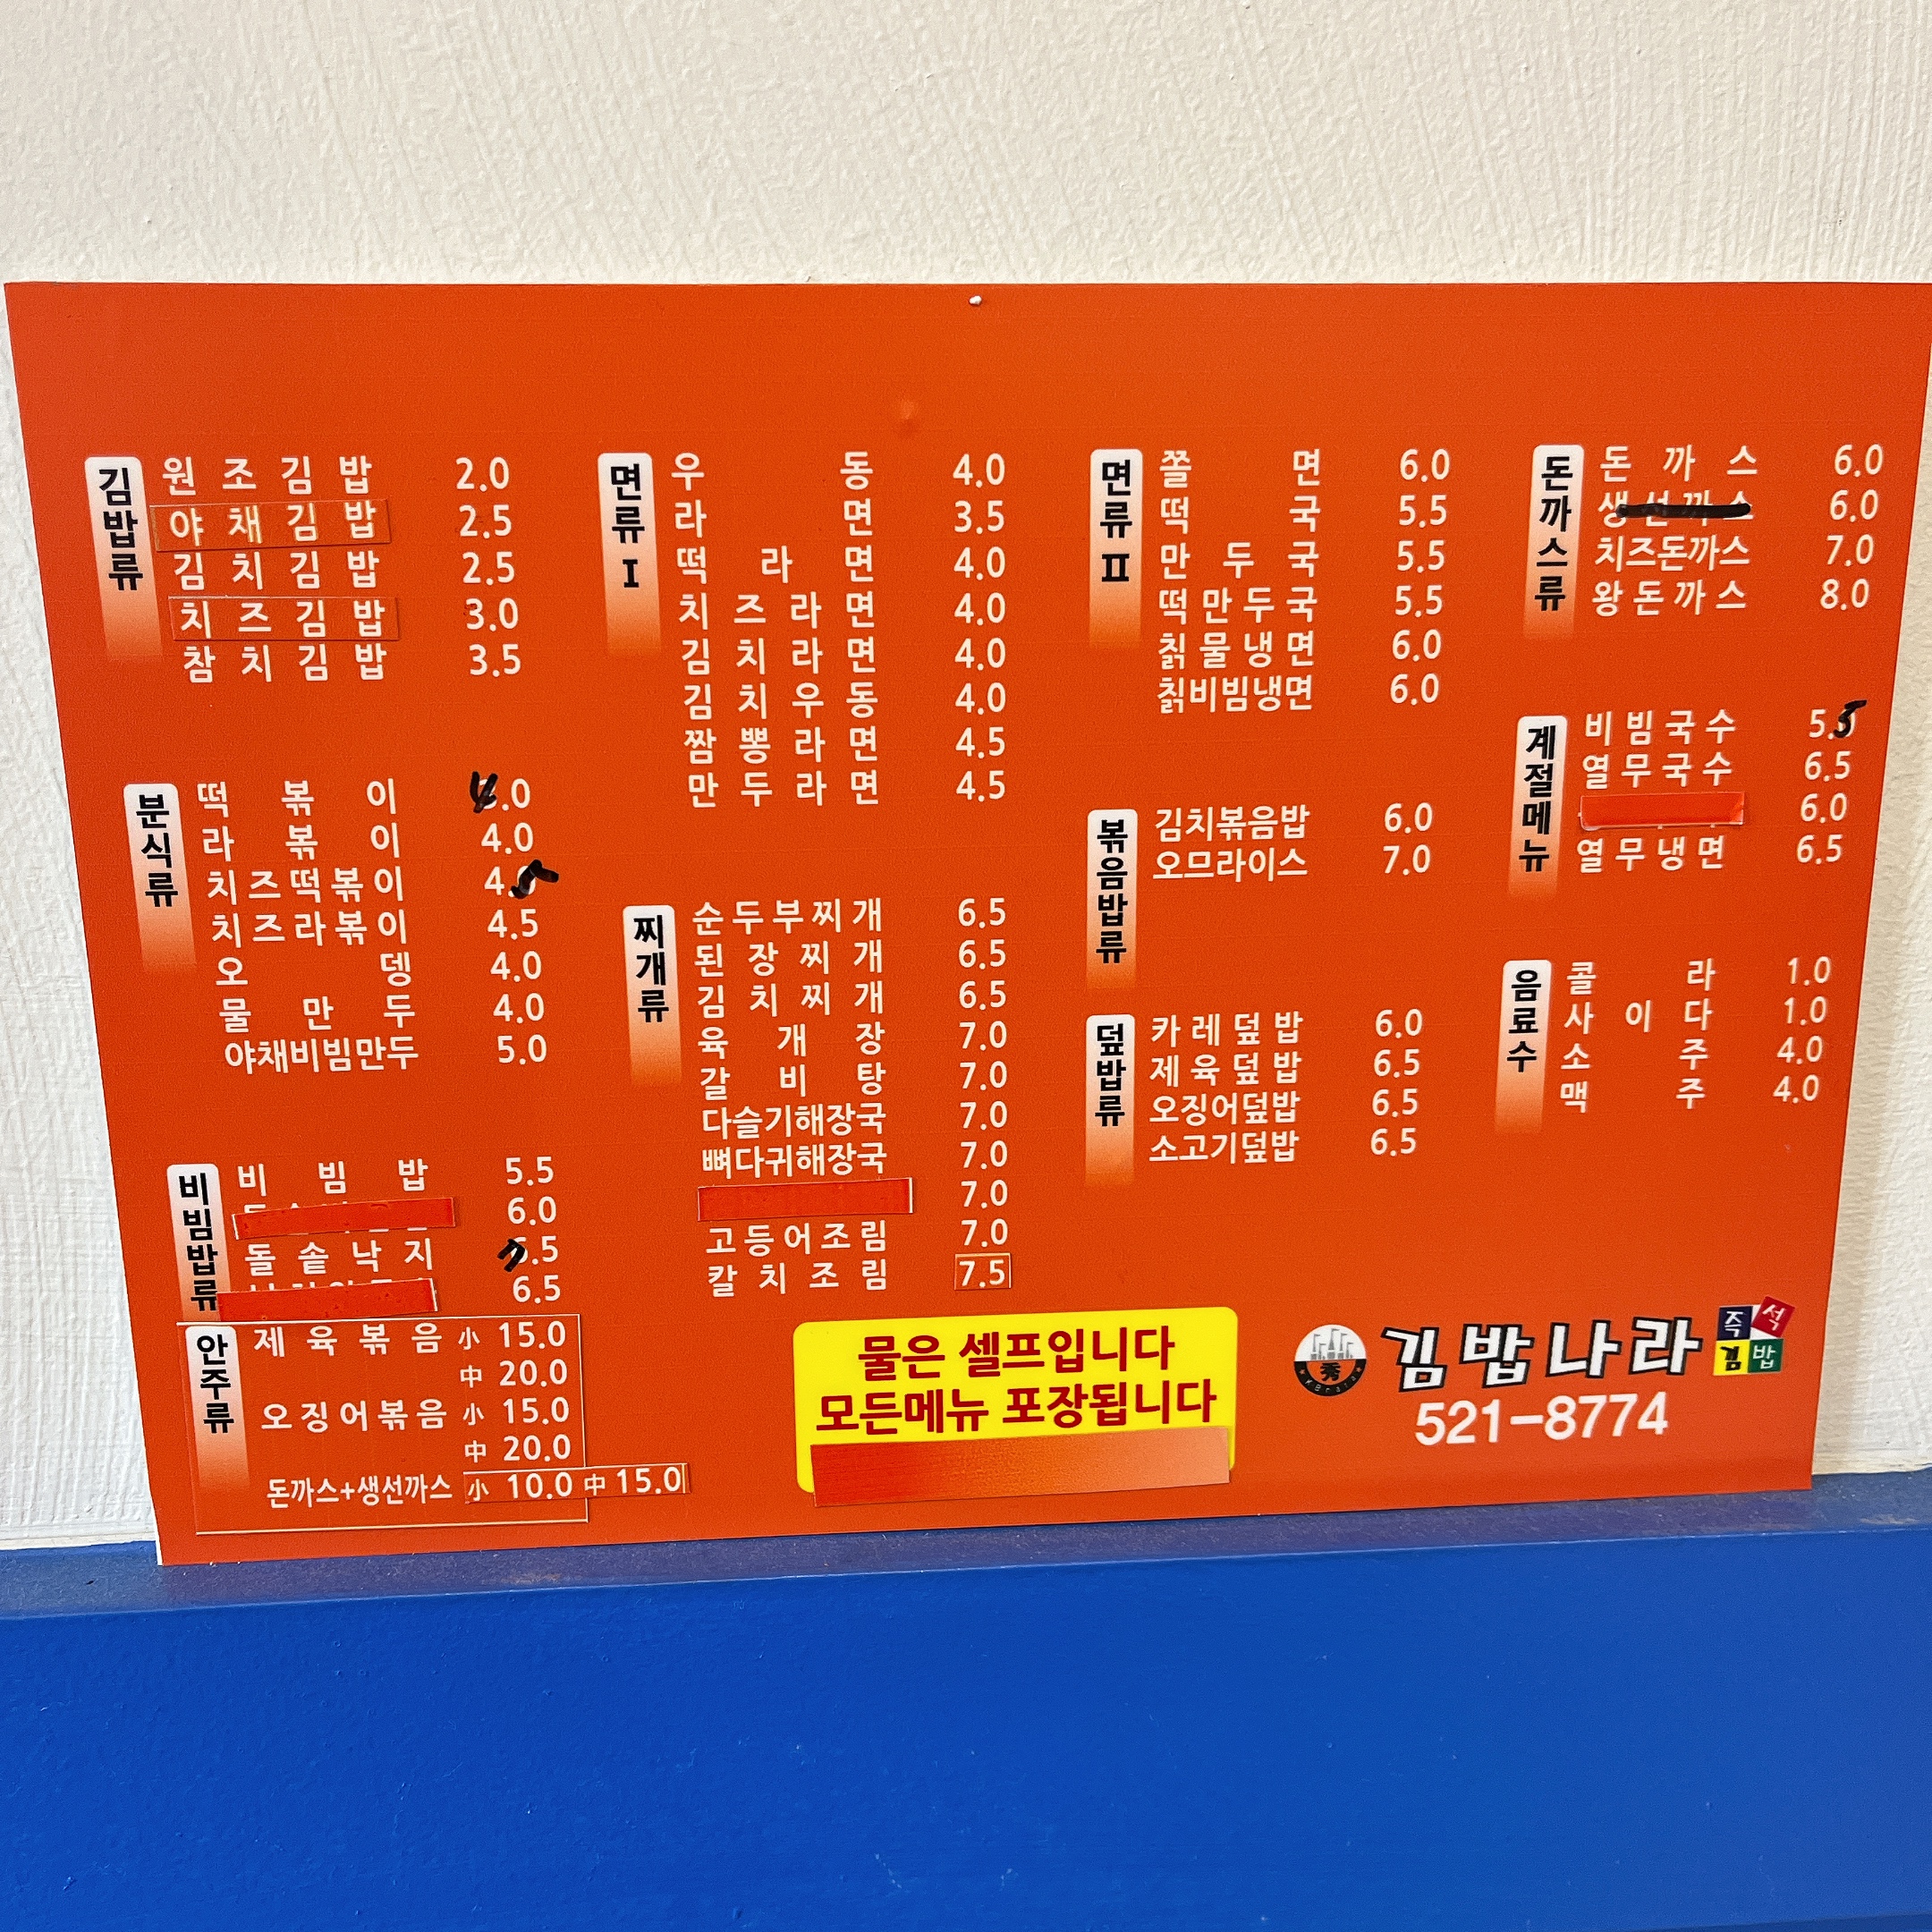 김밥류
원조김밥 2.0
야채김밥 2.5
김치김밥 2.5
치즈김밥 3.0
참치김밥 3.5
분식류
떡볶이 4.0
라볶이 4.0
치즈떡볶이 4.5
치즈라볶이 4.5
오뎅 4.0
물만두 4.0
야채비빔만두 5.0
비빔밥류
비빔밥 5.5
6.0
돌솥낙지 7.5
6.5
안주류
제육볶음 小 15.0
中 20.0
오징어볶음 小 15.0
中 20.0
돈까스+생선까스 小 10.0 中 15.0
면류 I
우동 4.0
라면 3.5
떡라면 4.0
치즈라면 4.0
김치라면 4.0
김치우동 4.0
짬뽕라면 4.5
만두라면 4.5
찌개류
순두부찌개 6.5
된장찌개 6.5
김치찌개 6.5
육개장 7.0
갈비탕 7.0
다슬기해장국 7.0
뼈다귀해장국 7.0
7.0
고등어조림 7.0
칼치조림 7.5
면류 II
쫄면 6.0
떡국 5.5
만두국 5.5
떡만두국 5.5
칡물냉면 6.0
칡비빔냉면 6.0
볶음밥류
김치볶음밥 6.0
오므라이스 7.0
덮밥류
카레덮밥 6.0
제육덮밥 6.5
오징어덮밥 6.5
소고기덮밥 6.5
돈까스류
돈까스 6.0
생선까스 6.0
치즈돈까스 7.0
왕돈까스 8.0
계절메뉴
비빔국수 5.5
열무국수 6.5
6.0
열무냉면 6.5
음료수
콜라 1.0
사이다 1.0
소주 4.0
맥주 4.0
물은 셀프입니다
모든메뉴 포장됩니다
秀
김밥나라
즉석김밥
521-8774